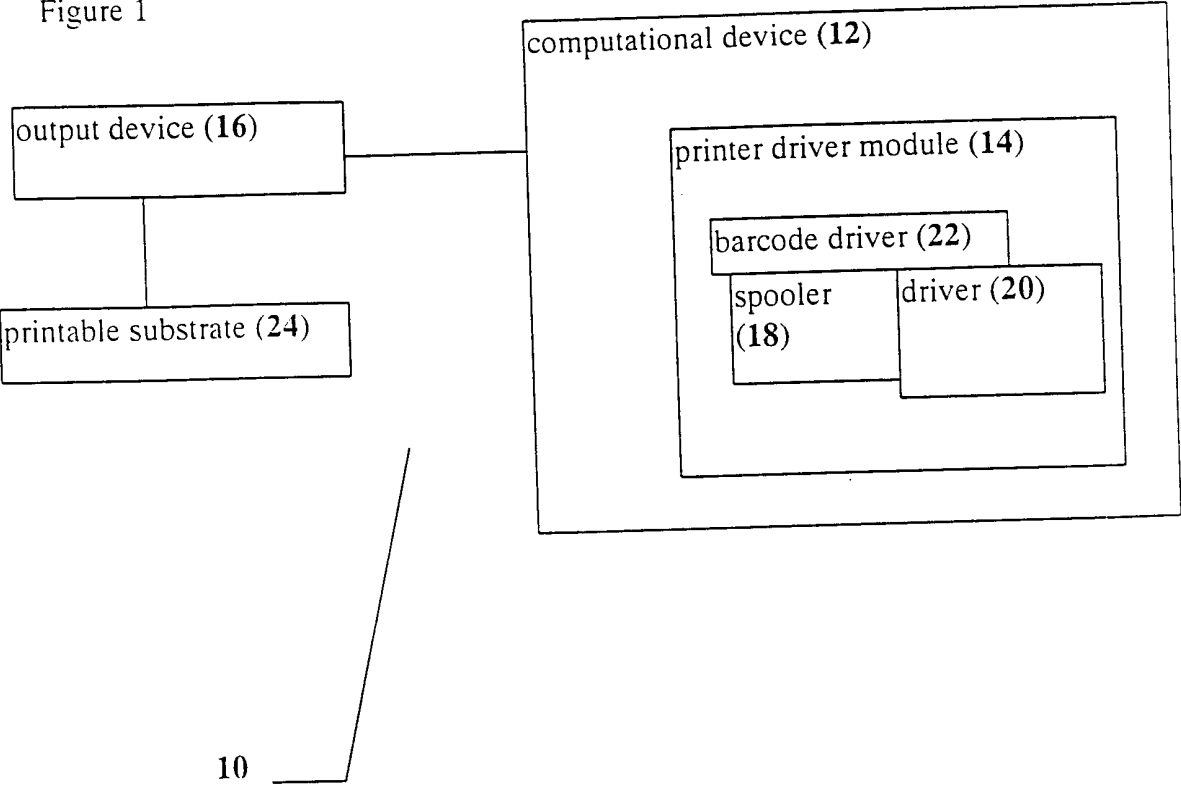 Figure 1
computational device (12)
output device (16)
printer driver module (14)
barcode driver (22)
spooler
(18)
driver (20)
printable substrate (24)
10